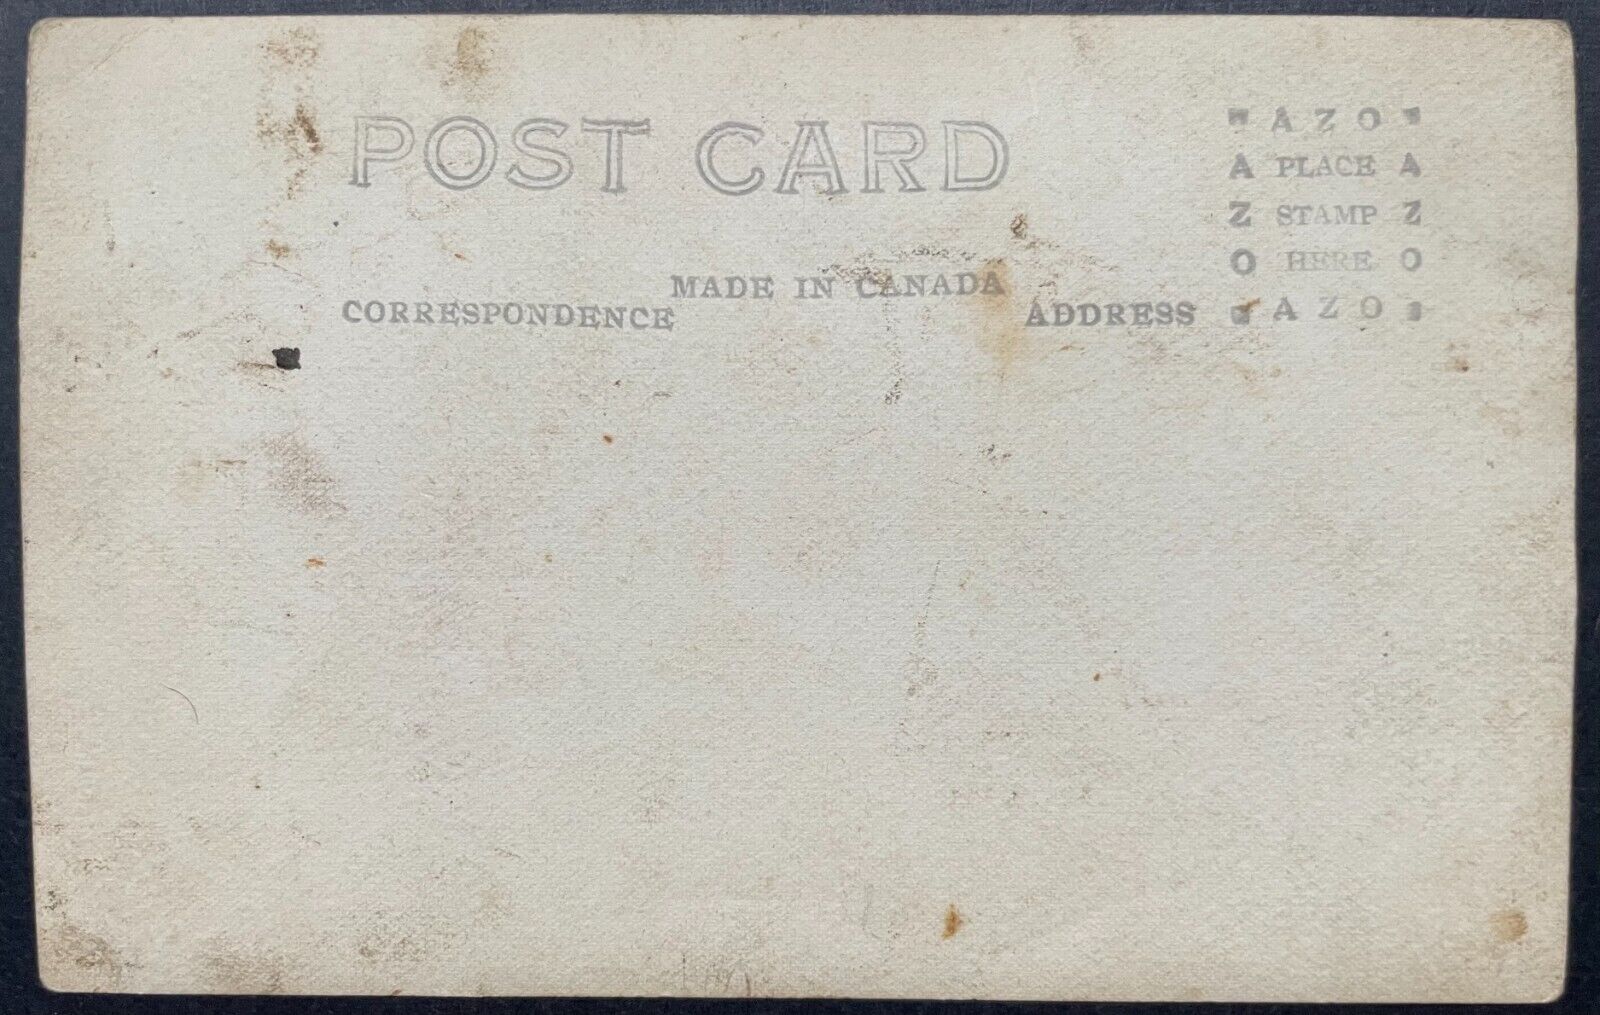 POST CARD
MADE IN CANADA
CORRESPONDENCE
ADDRESS
AZO
A PLACE A
Z STAMP Z
O HERE O
AZO